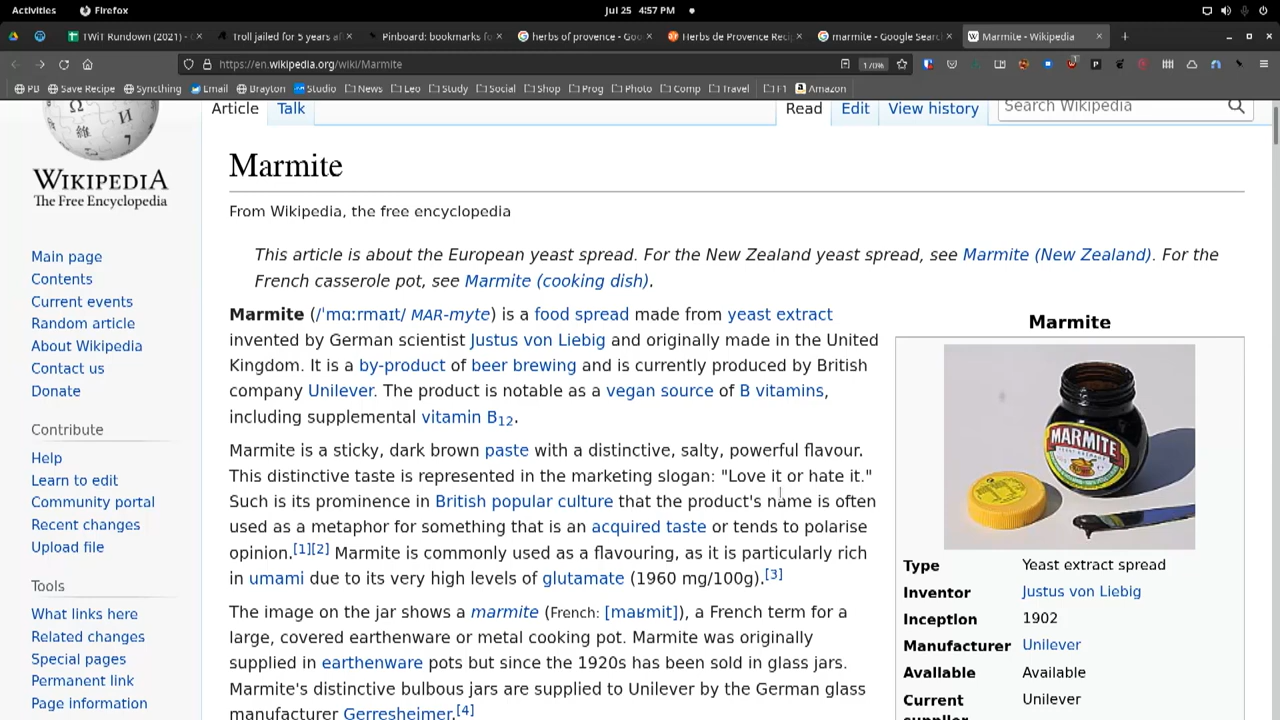 Activities
Firefox
Jul 25 4:57 PM
TWiT Rundown (2021) -
Troll jailed for 5 years af
Pinboard: bookmarks fo
herbs of provence - Goo
Herbs de Provence Reci
marmite - Google Searc
Marmite - Wikipedia
https://en.wikipedia.org/wiki/Marmite
170%
PB
Save Recipe
Syncthing
Email
Brayton
Studio
News
Leo
Study
Social
Shop
Prog
Photo
Comp
Travel
F1
Amazon
WIKIPEDIA
The Free Encyclopedia
Main page
Contents
Current events
Random article
About Wikipedia
Contact us
Donate
Contribute
Help
Learn to edit
Community portal
Recent changes
Upload file
Tools
What links here
Related changes
Special pages
Permanent link
Page information
Article
Talk
Read
Edit
View history
Search Wikipedia
Marmite
From Wikipedia, the free encyclopedia
This article is about the European yeast spread. For the New Zealand yeast spread, see Marmite (New Zealand). For the
French casserole pot, see Marmite (cooking dish).
Marmite (/ˈmɑːrmaɪt/ MAR-myte) is a food spread made from yeast extract
invented by German scientist Justus von Liebig and originally made in the United
Kingdom. It is a by-product of beer brewing and is currently produced by British
company Unilever. The product is notable as a vegan source of B vitamins,
including supplemental vitamin B12.
Marmite is a sticky, dark brown paste with a distinctive, salty, powerful flavour.
This distinctive taste is represented in the marketing slogan: "Love it or hate it."
Such is its prominence in British popular culture that the product's name is often
used as a metaphor for something that is an acquired taste or tends to polarise
opinion.[1][2] Marmite is commonly used as a flavouring, as it is particularly rich
in umami due to its very high levels of glutamate (1960 mg/100g).[3]
The image on the jar shows a marmite (French: [maʁmit]), a French term for a
large, covered earthenware or metal cooking pot. Marmite was originally
supplied in earthenware pots but since the 1920s has been sold in glass jars.
Marmite's distinctive bulbous jars are supplied to Unilever by the German glass
manufacturer Gerresheimer.[4]
Marmite
MARMITE
Type Yeast extract spread
Inventor Justus von Liebig
Inception 1902
Manufacturer Unilever
Available Available
Current Unilever
supplier